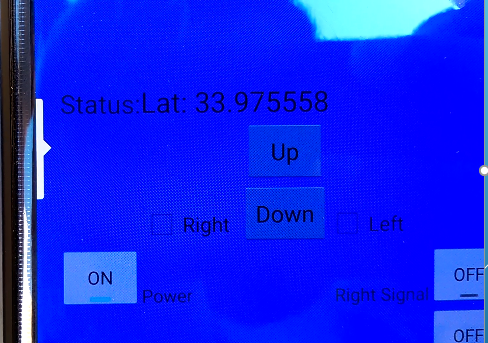 Status:Lat: 33.975558
Up
Right Down Left
ON Power Right Signal OFF
OFF